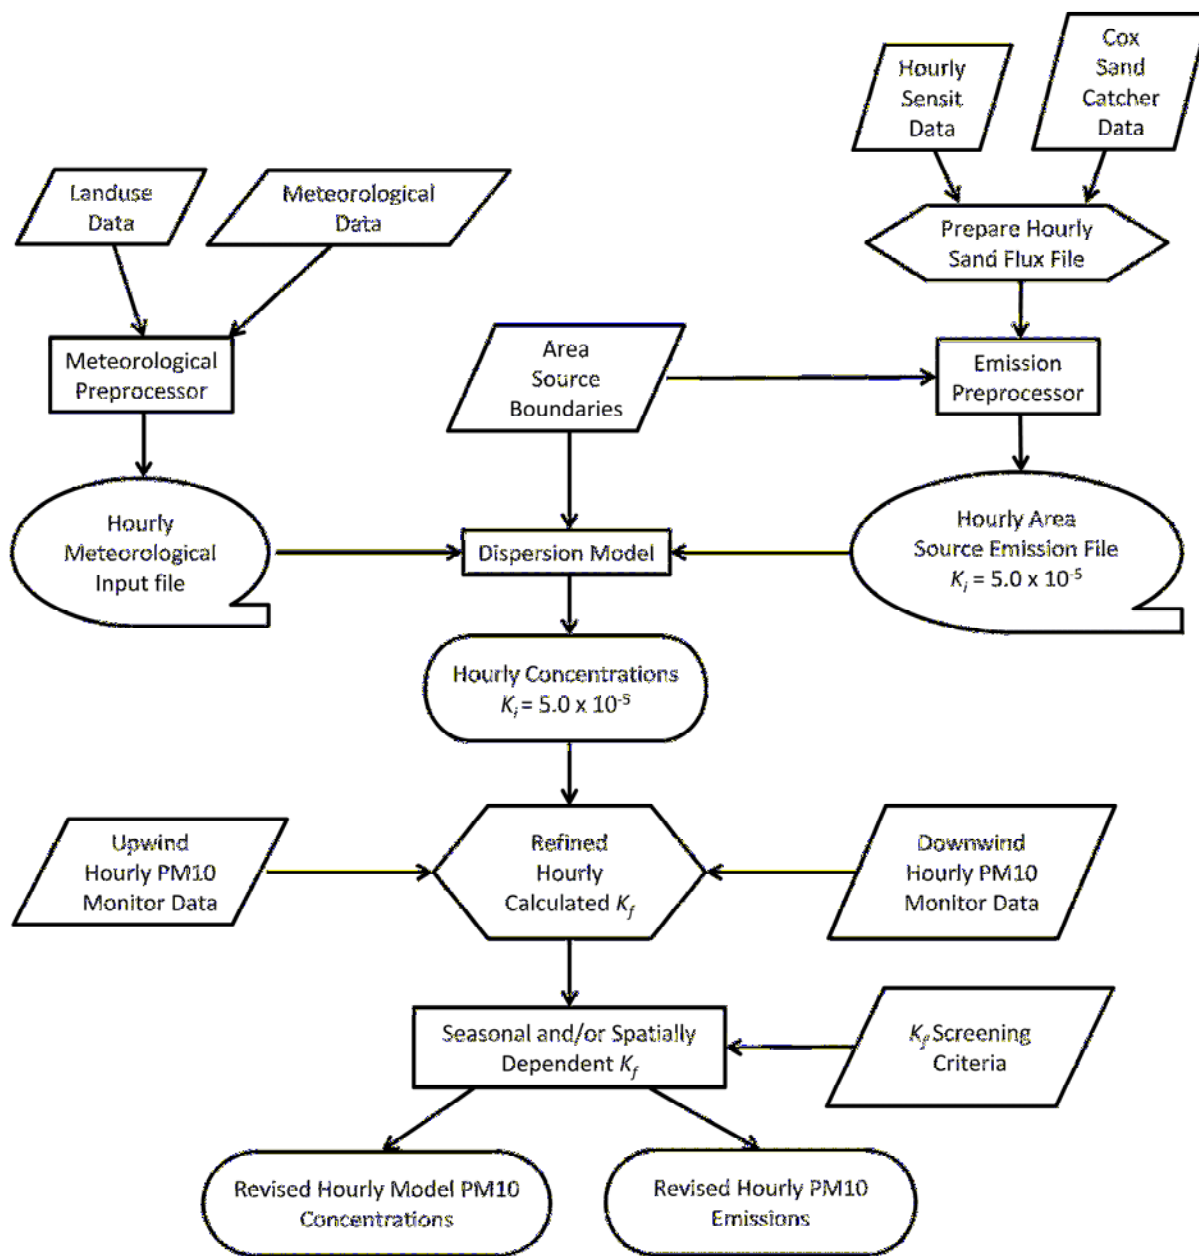 Hourly
Sensit
Data
Cox
Sand
Catcher
Data
Landuse
Data
Meteorological
Data
Prepare Hourly
Sand Flux File
Meteorological
Preprocessor
Area
Source
Boundaries
Emission
Preprocessor
Hourly
Meteorological
Input file
Dispersion Model
Hourly Area
Source Emission File
Kᵢ = 5.0 x 10⁻⁵
Hourly Concentrations
Kᵢ = 5.0 x 10⁻⁵
Upwind
Hourly PM10
Monitor Data
Refined
Hourly
Calculated K_f
Downwind
Hourly PM10
Monitor Data
Seasonal and/or Spatially
Dependent K_f
K_f Screening
Criteria
Revised Hourly Model PM10
Concentrations
Revised Hourly PM10
Emissions